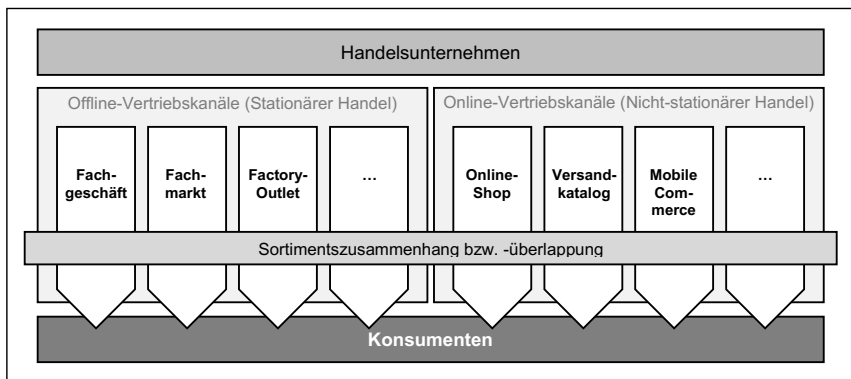 Handelsunternehmen
Offline-Vertriebskanäle (Stationärer Handel)
Online-Vertriebskanäle (Nicht-stationärer Handel)
Fach-
geschäft
Fach-
markt
Factory-
Outlet
…
Online-
Shop
Versand-
katalog
Mobile
Com-
merce
…
Sortimentszusammenhang bzw. -überlappung
Konsumenten